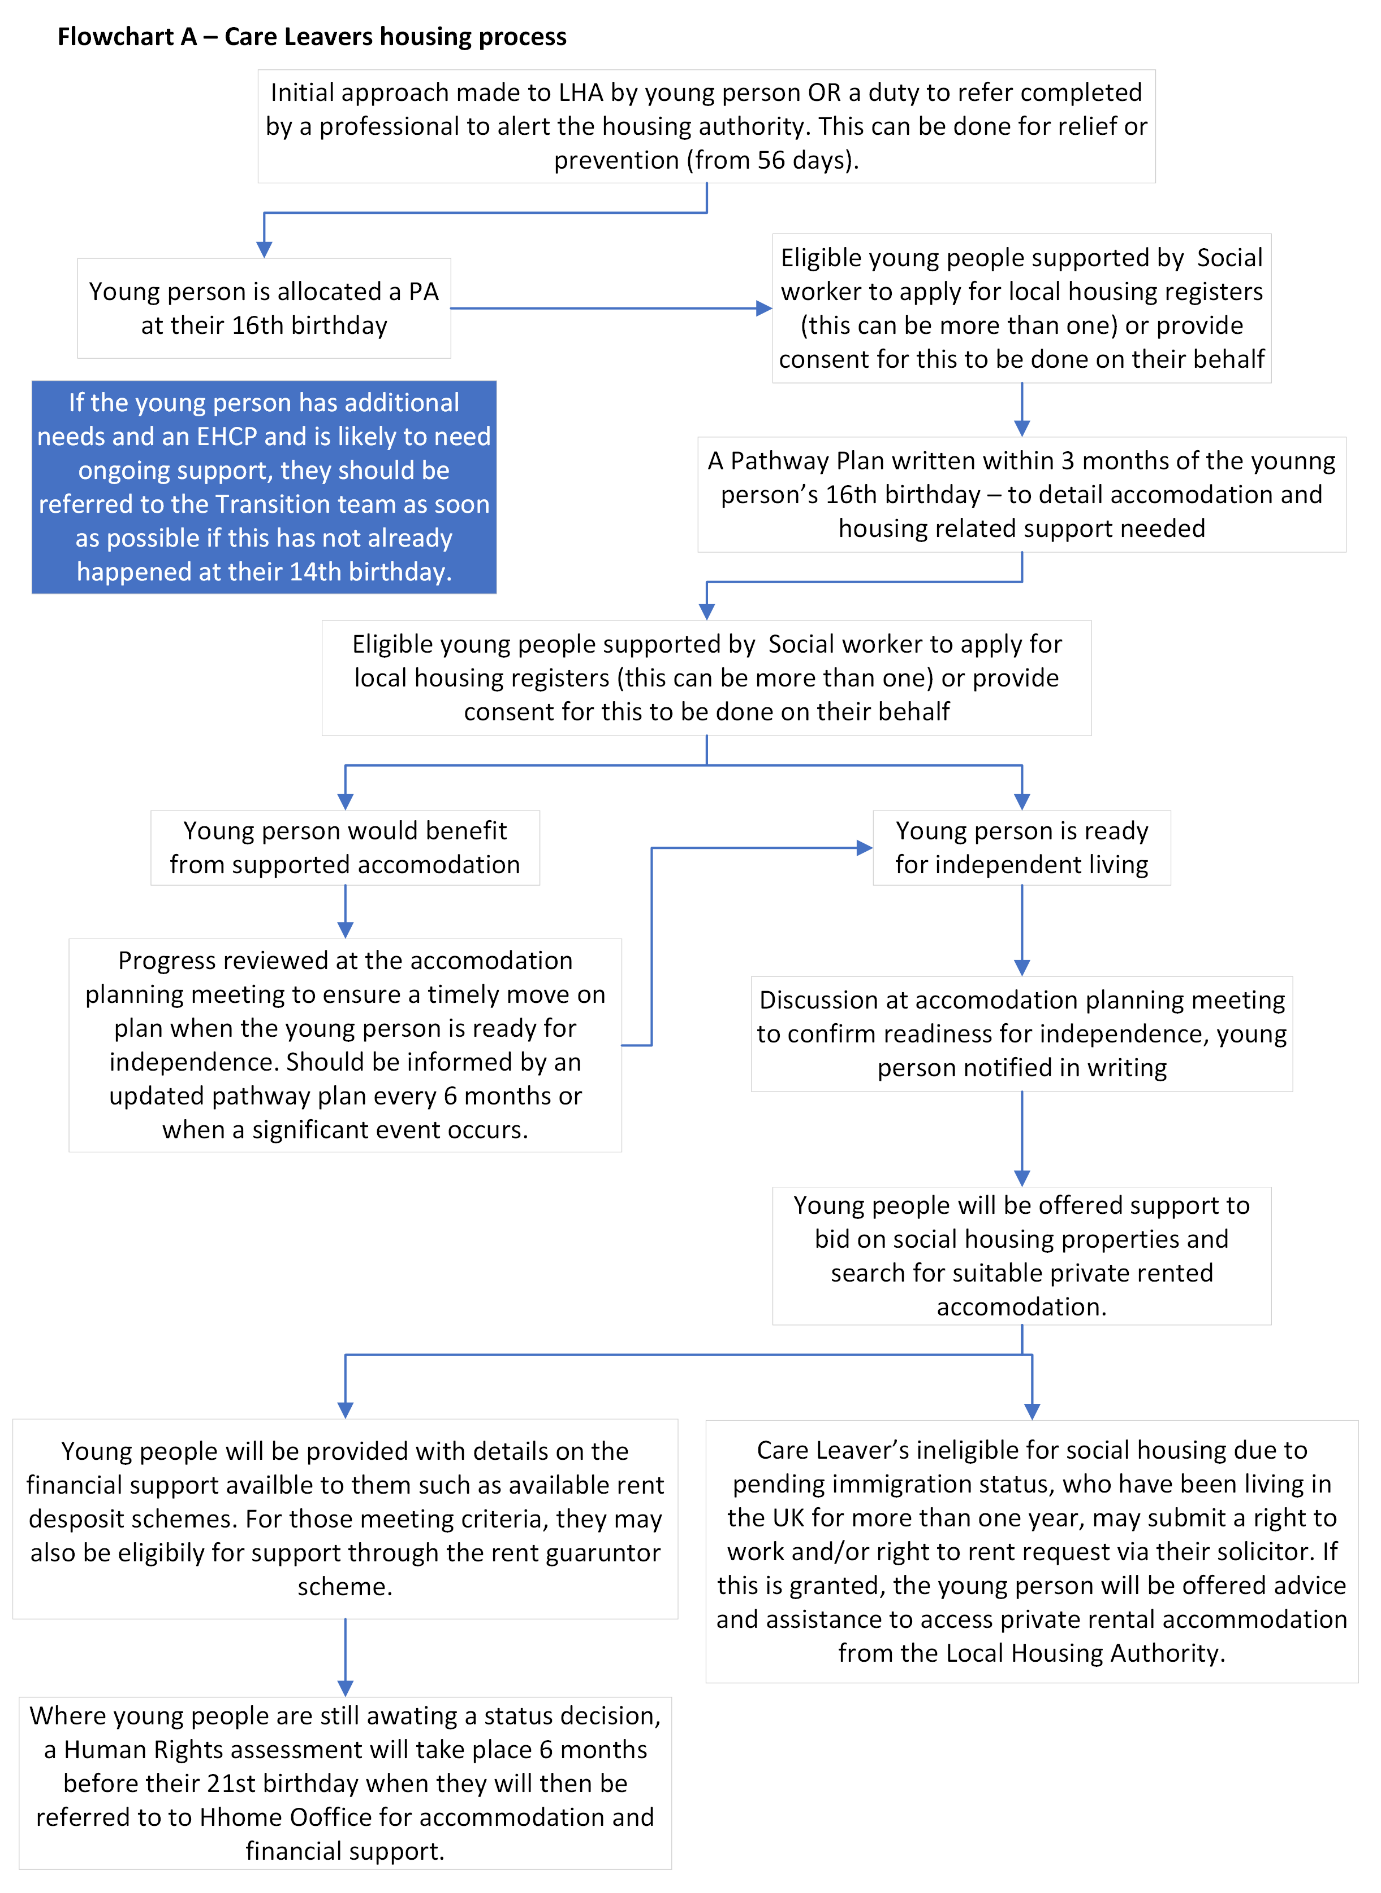 Flowchart A – Care Leavers housing process
Initial approach made to LHA by young person OR a duty to refer completed
by a professional to alert the housing authority. This can be done for relief or
prevention (from 56 days).
Young person is allocated a PA
at their 16th birthday
Eligible young people supported by  Social
worker to apply for local housing registers
(this can be more than one) or provide
consent for this to be done on their behalf
If the young person has additional
needs and an EHCP and is likely to need
ongoing support, they should be
referred to the Transition team as soon
as possible if this has not already
happened at their 14th birthday.
A Pathway Plan written within 3 months of the younng
person’s 16th birthday – to detail accomodation and
housing related support needed
Eligible young people supported by  Social worker to apply for
local housing registers (this can be more than one) or provide
consent for this to be done on their behalf
Young person would benefit
from supported accomodation
Young person is ready
for independent living
Progress reviewed at the accomodation
planning meeting to ensure a timely move on
plan when the young person is ready for
independence. Should be informed by an
updated pathway plan every 6 months or
when a significant event occurs.
Discussion at accomodation planning meeting
to confirm readiness for independence, young
person notified in writing
Young people will be offered support to
bid on social housing properties and
search for suitable private rented
accomodation.
Young people will be provided with details on the
financial support availble to them such as available rent
desposit schemes. For those meeting criteria, they may
also be eligibily for support through the rent guaruntor
scheme.
Care Leaver’s ineligible for social housing due to
pending immigration status, who have been living in
the UK for more than one year, may submit a right to
work and/or right to rent request via their solicitor. If
this is granted, the young person will be offered advice
and assistance to access private rental accommodation
from the Local Housing Authority.
Where young people are still awating a status decision,
a Human Rights assessment will take place 6 months
before their 21st birthday when they will then be
referred to to Hhome Ooffice for accommodation and
financial support.